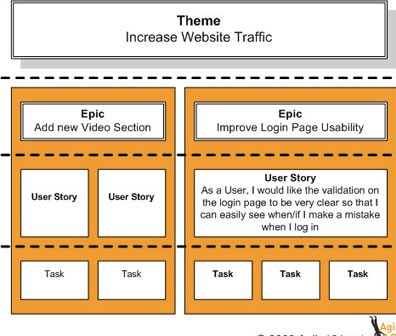 Theme
Increase Website Traffic
Epic
Add new Video Section
Epic
Improve Login Page Usability
User Story
User Story
User Story
As a User, I would like the validation on
the login page to be very clear so that I
can easily see when/if I make a mistake
when I log in
Task
Task
Task
Task
Task
Agi